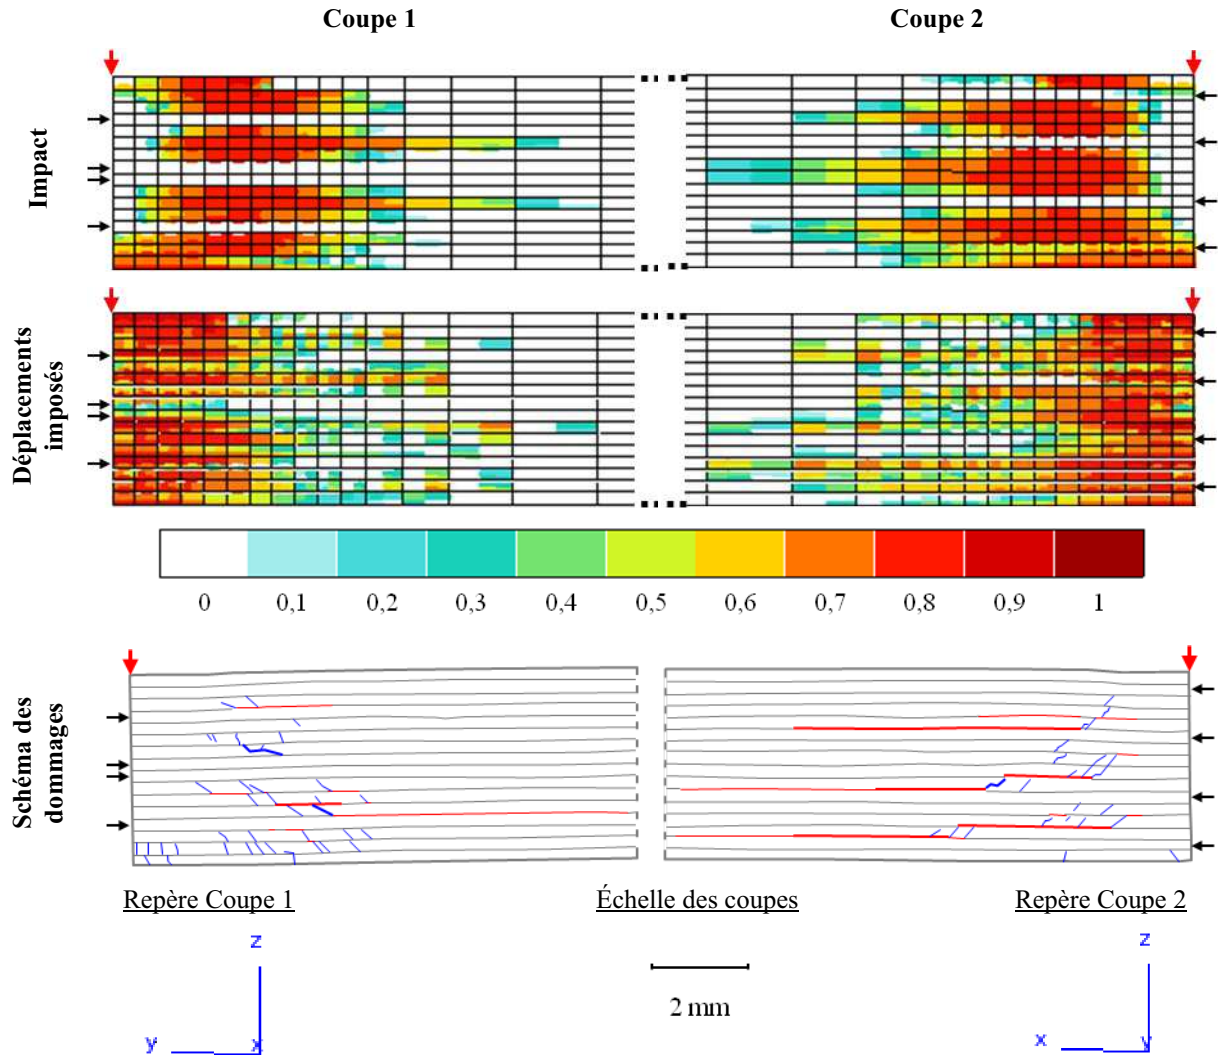 Coupe 1
Coupe 2
Impact
Déplacements
imposés
0 0,1 0,2 0,3 0,4 0,5 0,6 0,7 0,8 0,9 1
Schéma des
dommages
Repère Coupe 1
Échelle des coupes
Repère Coupe 2
z
y
x
2 mm
z
x
y